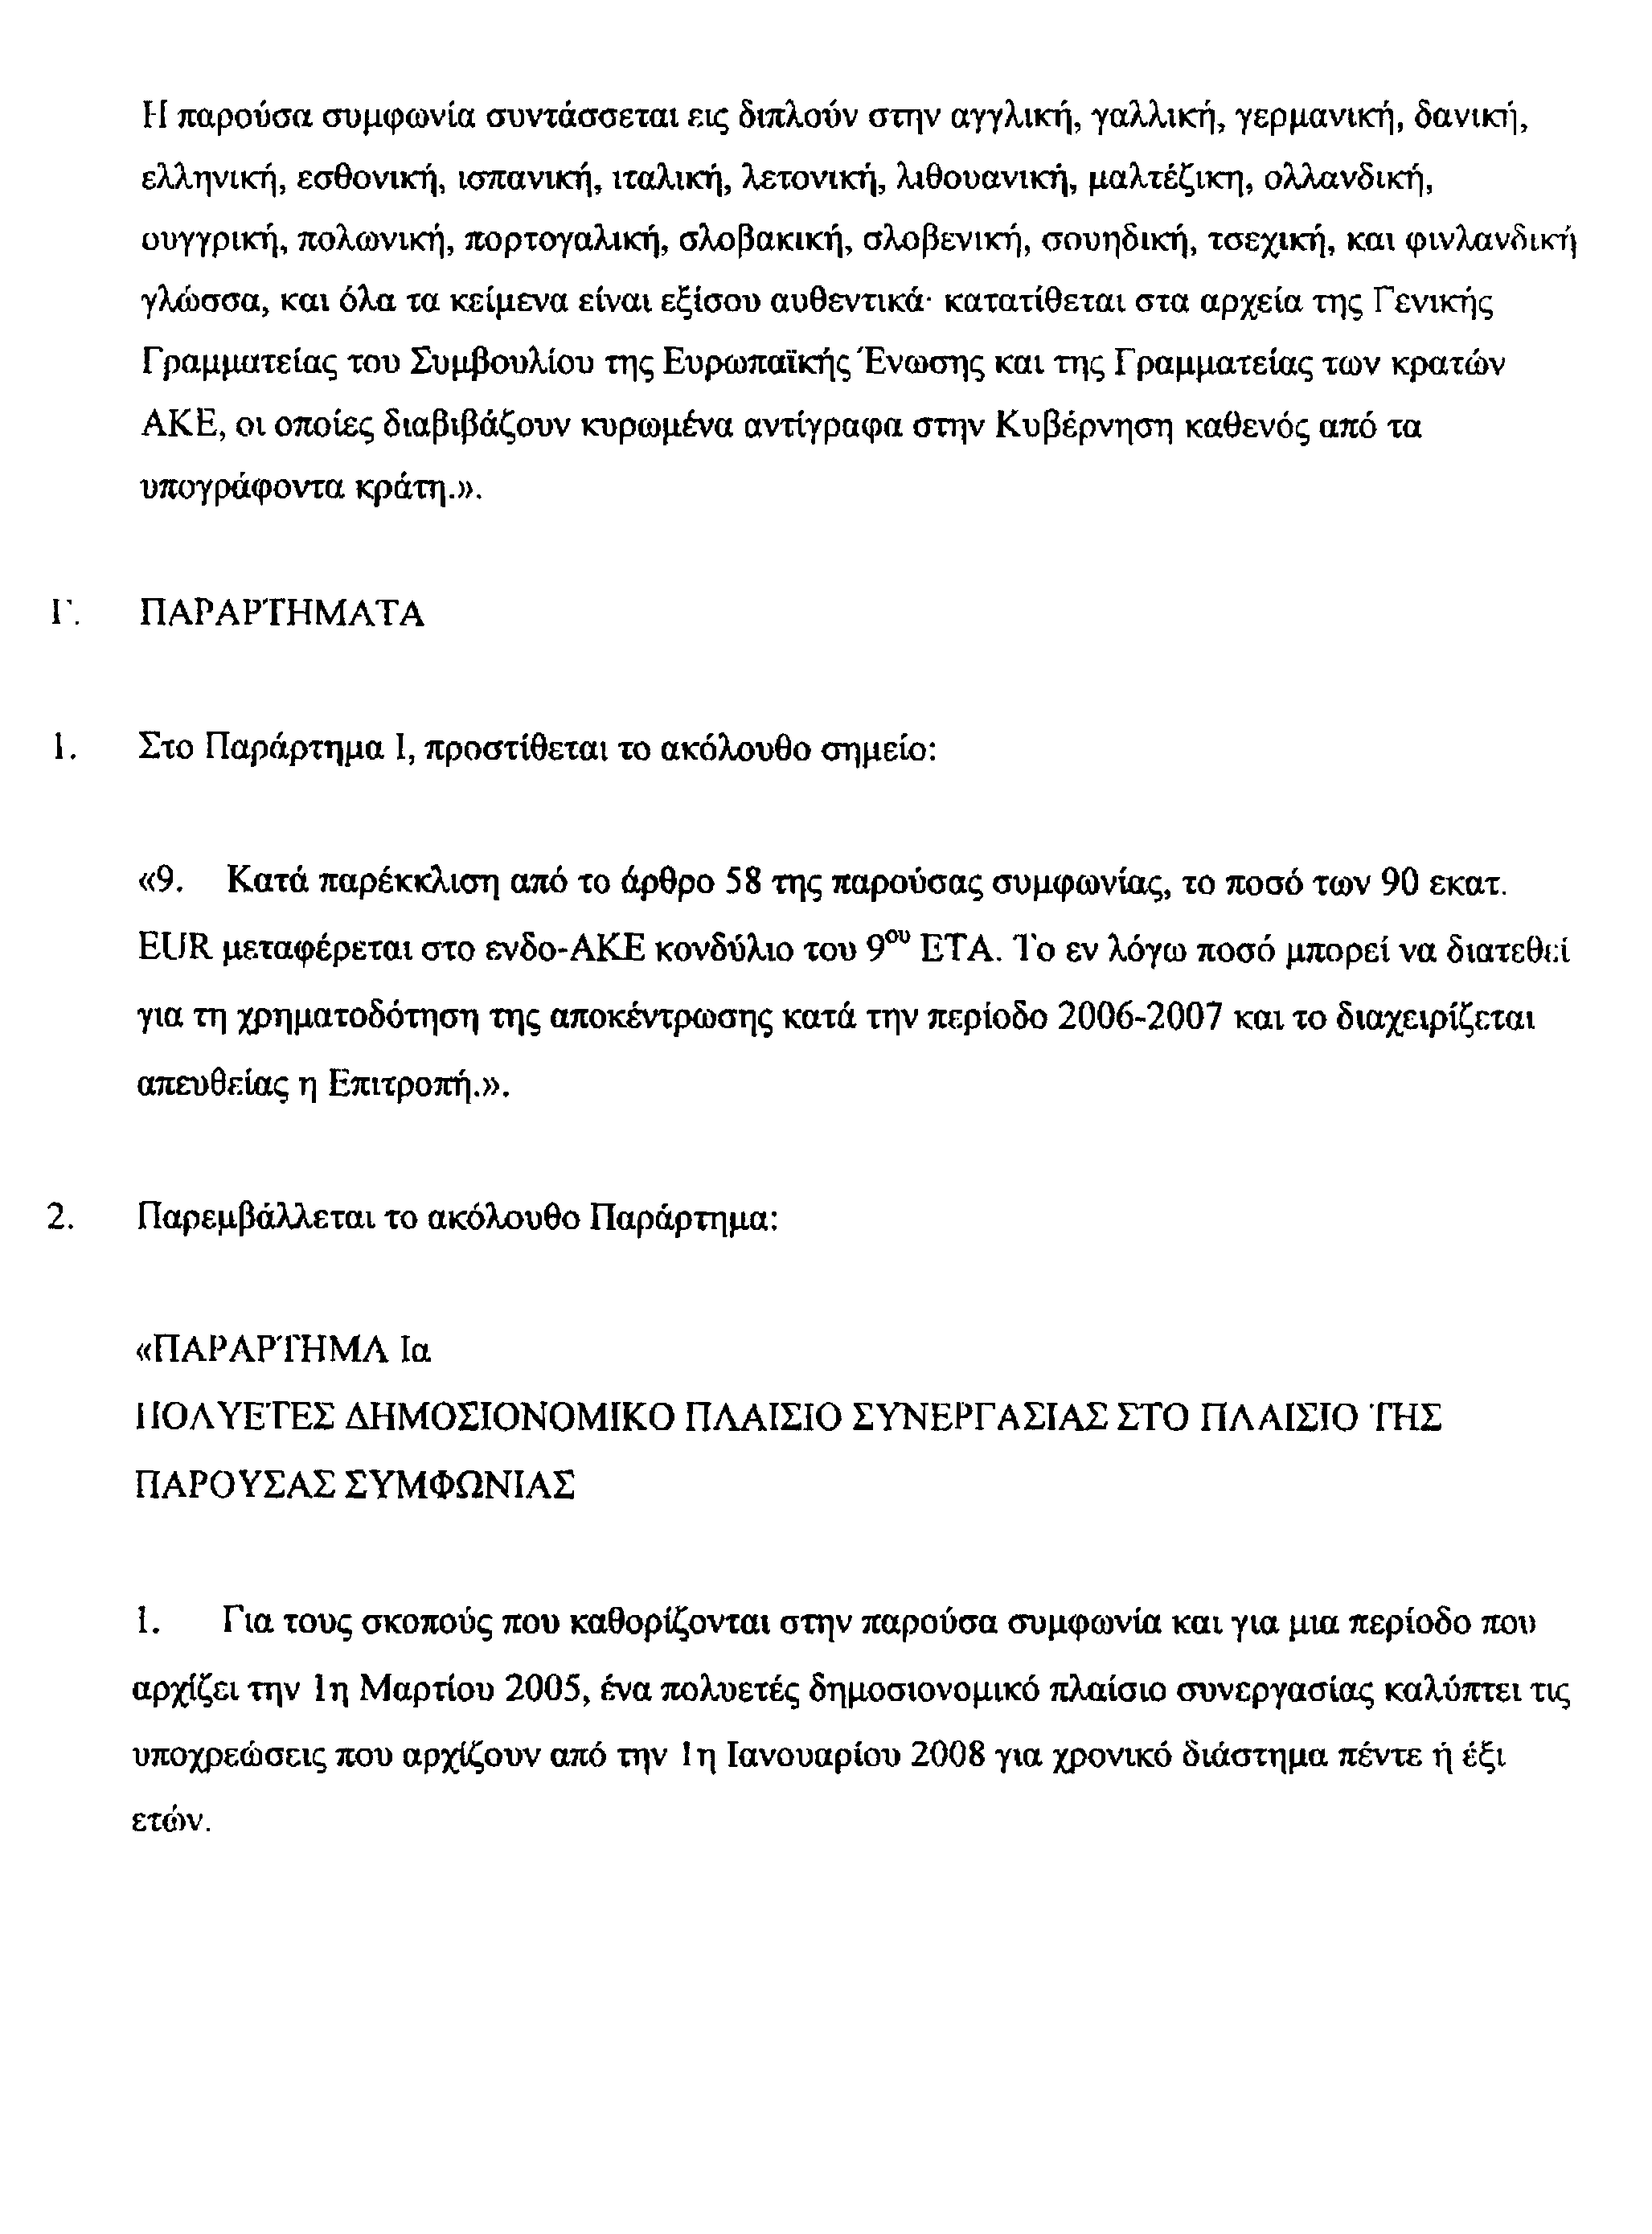 Η παρούσα συμφωνία συντάσσεται εις διπλούν στην αγγλική, γαλλική, γερμανική, δανική,
ελληνική, εσθονική, ισπανική, ιταλική, λετονική, λιθουανική, μαλτέζικη, ολλανδική,
ουγγρική, πολωνική, πορτογαλική, σλοβακική, σλοβενική, σουηδική, τσεχική, και φινλανδική
γλώσσα, και όλα τα κείμενα είναι εξίσου αυθεντικά· κατατίθεται στα αρχεία της Γενικής
Γραμματείας του Συμβουλίου της Ευρωπαϊκής Ένωσης και της Γραμματείας των κρατών
ΑΚΕ, οι οποίες διαβιβάζουν κυρωμένα αντίγραφα στην Κυβέρνηση καθενός από τα
υπογράφοντα κράτη.».
Γ. ΠΑΡΑΡΤΗΜΑΤΑ
1. Στο Παράρτημα Ι, προστίθεται το ακόλουθο σημείο:
«9. Κατά παρέκκλιση από το άρθρο 58 της παρούσας συμφωνίας, το ποσό των 90 εκατ.
EUR μεταφέρεται στο ενδο-ΑΚΕ κονδύλιο του 9ου ΕΤΑ. Το εν λόγω ποσό μπορεί να διατεθεί
για τη χρηματοδότηση της αποκέντρωσης κατά την περίοδο 2006-2007 και το διαχειρίζεται
απευθείας η Επιτροπή.».
2. Παρεμβάλλεται το ακόλουθο Παράρτημα:
«ΠΑΡΑΡΤΗΜΑ Ια
ΠΟΛΥΕΤΕΣ ΔΗΜΟΣΙΟΝΟΜΙΚΟ ΠΛΑΙΣΙΟ ΣΥΝΕΡΓΑΣΙΑΣ ΣΤΟ ΠΛΑΙΣΙΟ ΤΗΣ
ΠΑΡΟΥΣΑΣ ΣΥΜΦΩΝΙΑΣ
1. Για τους σκοπούς που καθορίζονται στην παρούσα συμφωνία και για μια περίοδο που
αρχίζει την 1η Μαρτίου 2005, ένα πολυετές δημοσιονομικό πλαίσιο συνεργασίας καλύπτει τις
υποχρεώσεις που αρχίζουν από την 1η Ιανουαρίου 2008 για χρονικό διάστημα πέντε ή έξι
ετών.